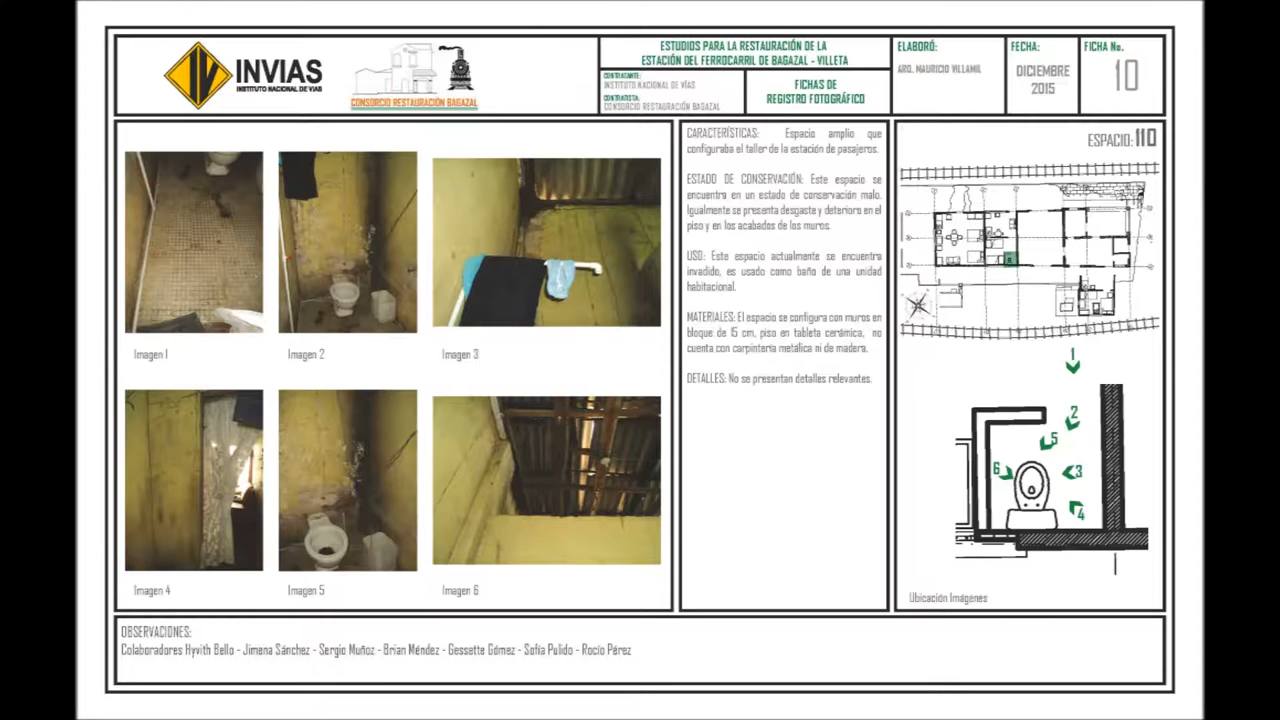 INVIAS
INSTITUTO NACIONAL DE VIAS
CONSORCIO RESTAURACIÓN BAGAZAL
ESTUDIOS PARA LA RESTAURACIÓN DE LA
ESTACIÓN DEL FERROCARRIL DE BAGAZAL - VILLETA
CONTRATANTE:
INSTITUTO NACIONAL DE VÍAS
CONTRATISTA:
CONSORCIO RESTAURACIÓN BAGAZAL
FICHAS DE
REGISTRO FOTOGRÁFICO
ELABORÓ:
ARQ. MAURICIO VILLAMIL
FECHA:
DICIEMBRE
2015
FICHA No.
10
Imagen 1
Imagen 2
Imagen 3
Imagen 4
Imagen 5
Imagen 6
CARACTERÍSTICAS: Espacio amplio que
configuraba el taller de la estación de pasajeros.
ESTADO DE CONSERVACIÓN: Este espacio se
encuentra en un estado de conservación malo.
Igualmente se presenta desgaste y deterioro en el
piso y en los acabados de los muros.
USO: Este espacio actualmente se encuentra
invadido, es usado como baño de una unidad
habitacional.
MATERIALES: El espacio se configura con muros en
bloque de 15 cm, piso en tableta cerámica, no
cuenta con carpintería metálica ni de madera.
DETALLES: No se presentan detalles relevantes.
ESPACIO: 110
1
2
5
6
3
4
Ubicación Imágenes
OBSERVACIONES:
Colaboradores Hyvith Bello - Jimena Sánchez - Sergio Muñoz - Brian Méndez - Gessette Gómez - Sofía Pulido - Rocío Pérez